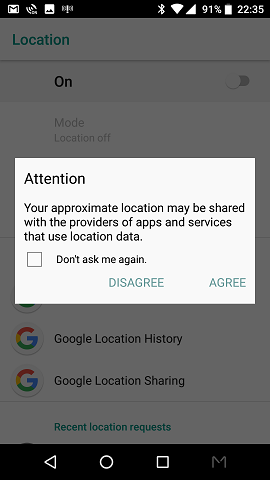 91% 22:35
Location
On
Mode
Location off
Attention
Your approximate location may be shared
with the providers of apps and services
that use location data.
Don't ask me again.
DISAGREE AGREE
Google Location History
Google Location Sharing
Recent location requests